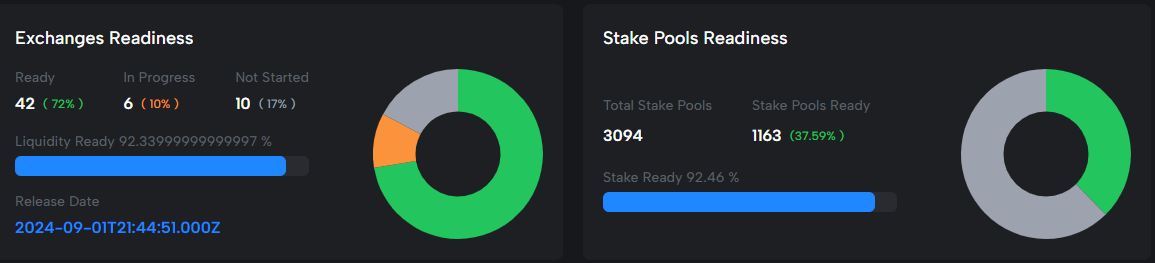 Exchanges Readiness
Ready In Progress Not Started
42 ( 72% ) 6 ( 10% ) 10 ( 17% )
Liquidity Ready 92.33999999999997 %
Release Date
2024-09-01T21:44:51.000Z
Stake Pools Readiness
Total Stake Pools Stake Pools Ready
3094 1163 (37.59% )
Stake Ready 92.46 %